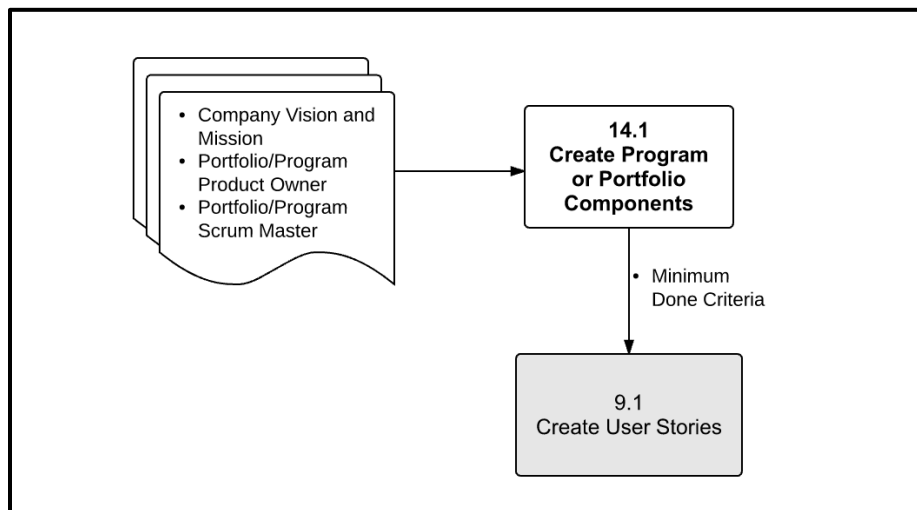 • Company Vision and
Mission
• Portfolio/Program
Product Owner
• Portfolio/Program
Scrum Master
14.1
Create Program
or Portfolio
Components
• Minimum
Done Criteria
9.1
Create User Stories